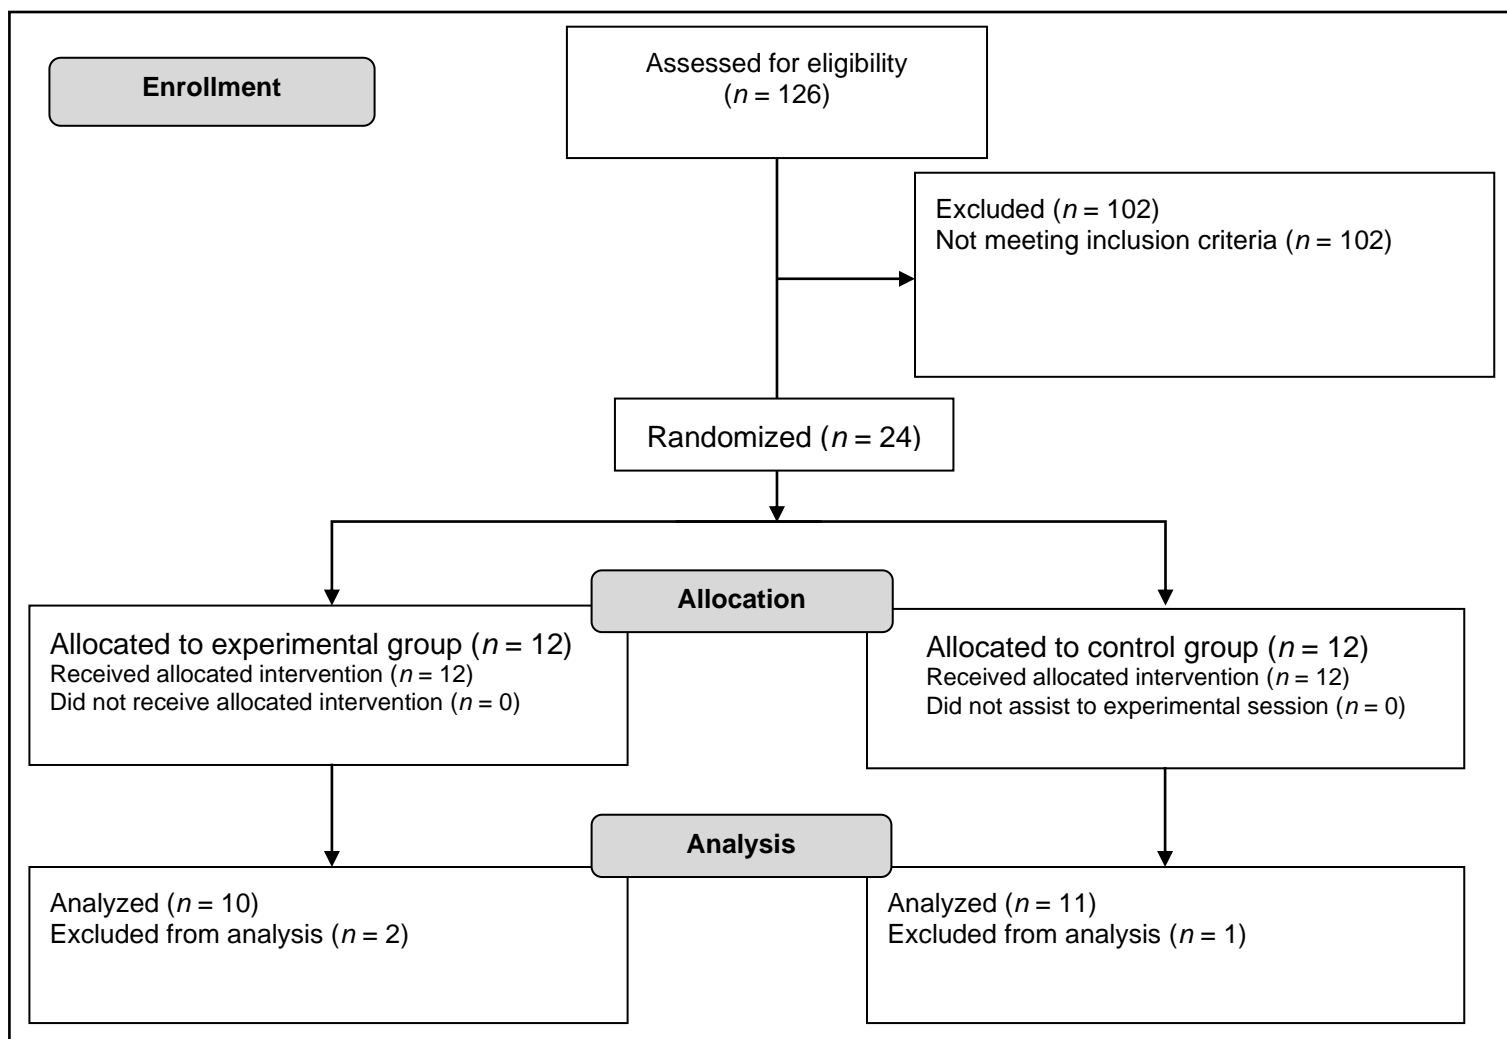 Enrollment
Assessed for eligibility
(n = 126)
Excluded (n = 102)
Not meeting inclusion criteria (n = 102)
Randomized (n = 24)
Allocation
Allocated to experimental group (n = 12)
Received allocated intervention (n = 12)
Did not receive allocated intervention (n = 0)
Allocated to control group (n = 12)
Received allocated intervention (n = 12)
Did not assist to experimental session (n = 0)
Analysis
Analyzed (n = 10)
Excluded from analysis (n = 2)
Analyzed (n = 11)
Excluded from analysis (n = 1)